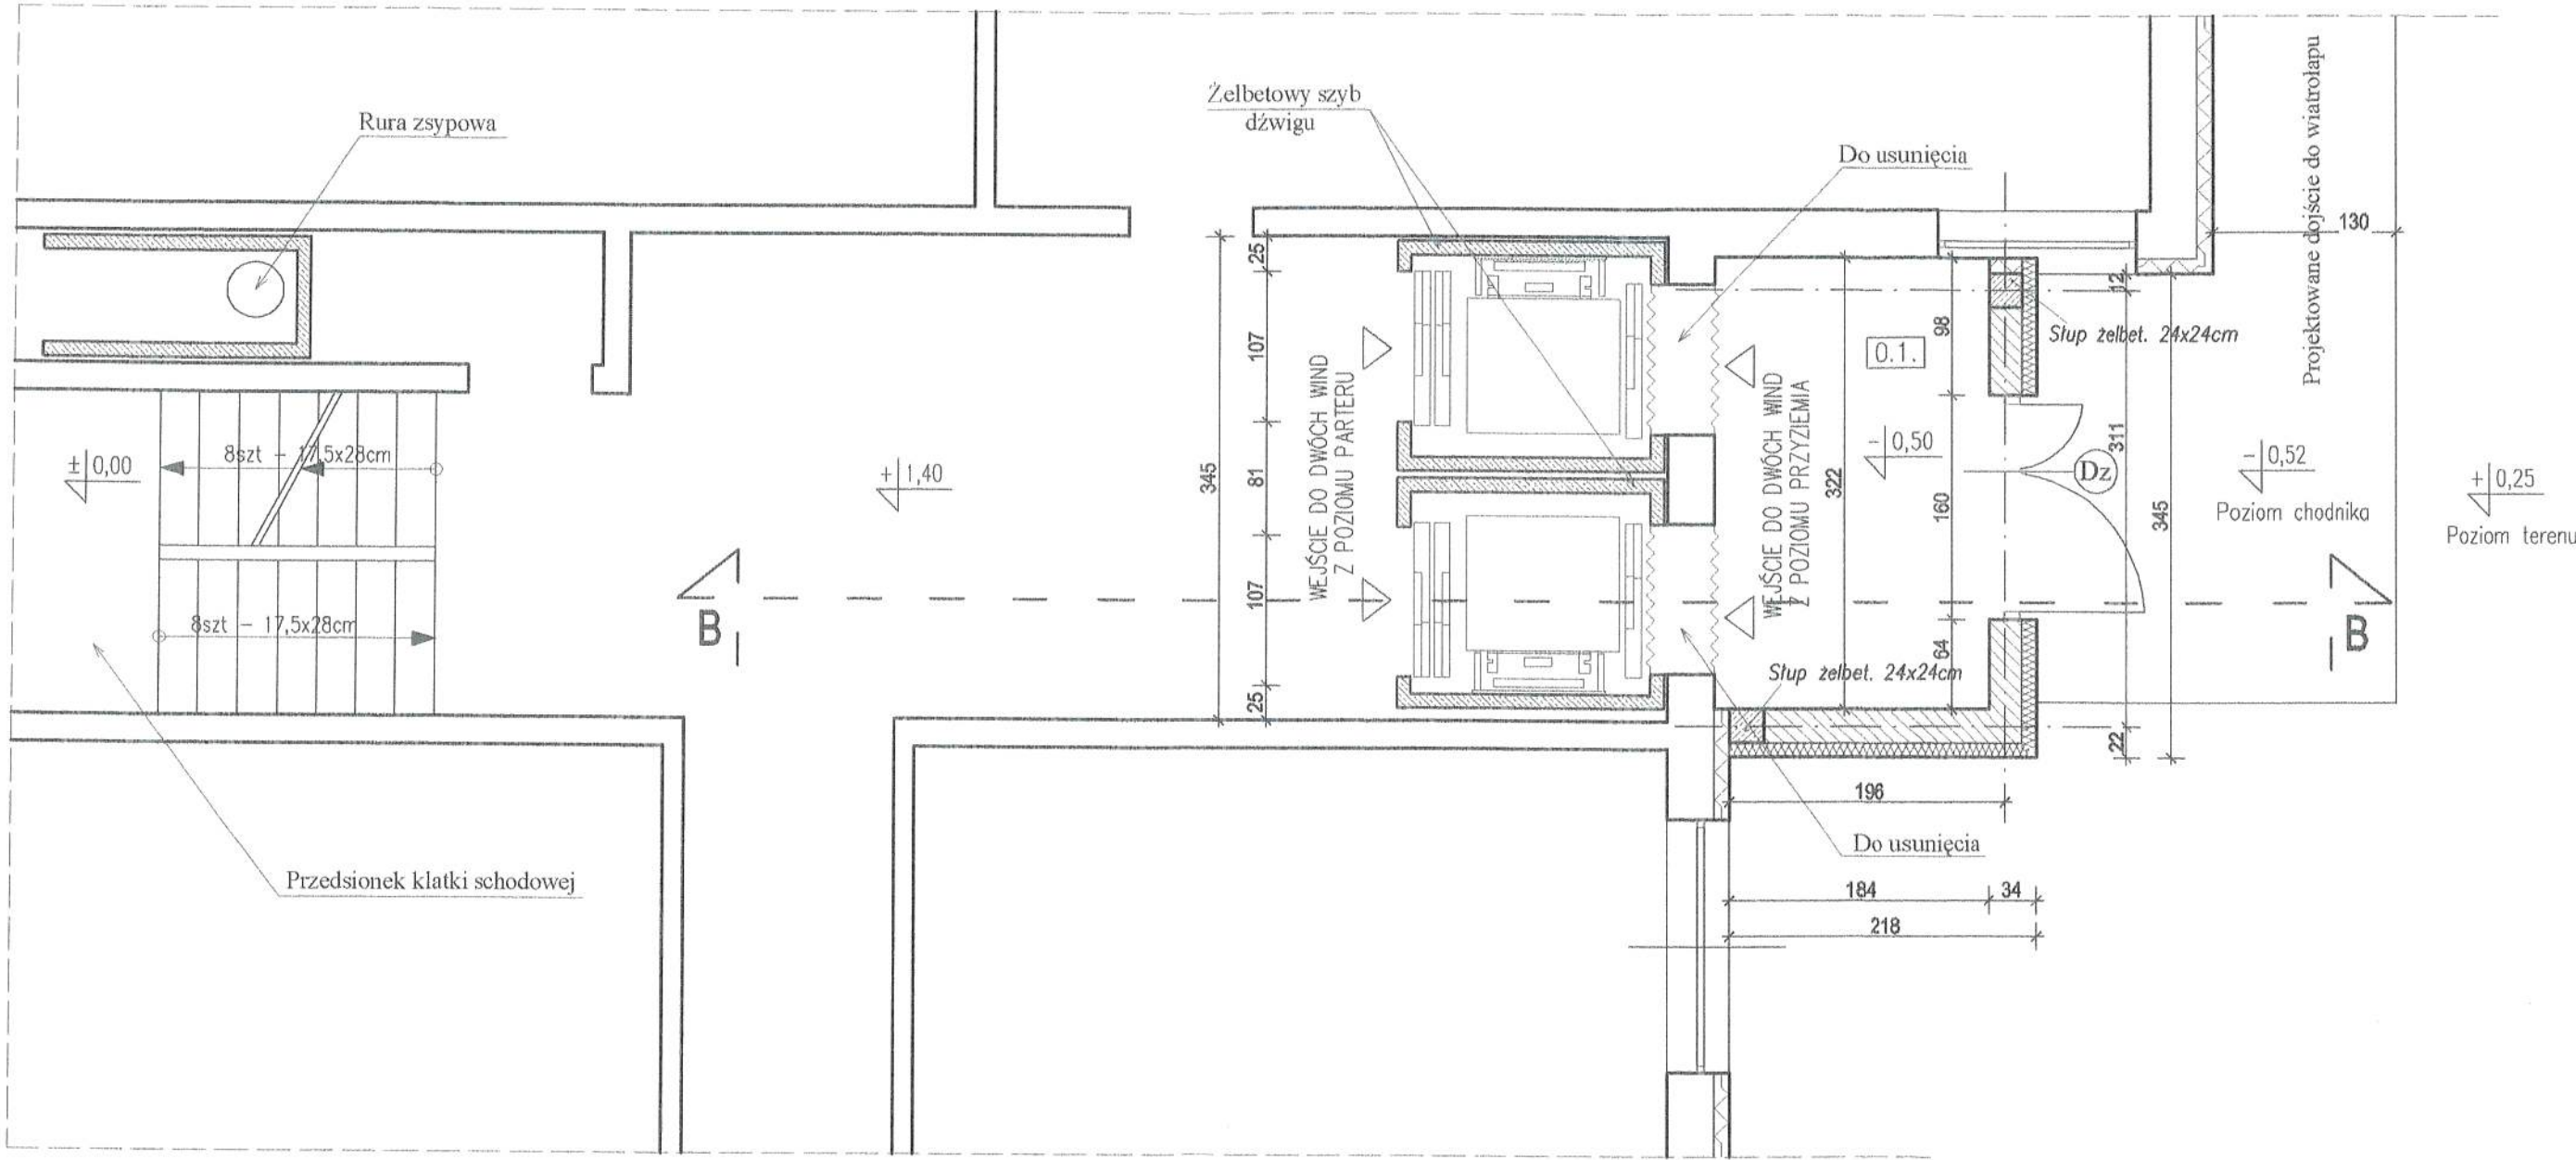 Rura zsypowa
Żelbetowy szyb
dźwigu
Do usunięcia
Projektowane dojście do wiatrołapu
130
25
107
81
107
25
345
WEJŚCIE DO DWÓCH WIND
Z POZIOMU PARTERU
WEJŚCIE DO DWÓCH WIND
Z POZIOMU PRZYZIEMIA
0.1.
- 0,50
322
98
160
64
12
311
22
345
Słup żelbet. 24x24cm
Dz
- 0,52
Poziom chodnika
+ 0,25
Poziom terenu
± 0,00
8szt - 17,5x28cm
+ 1,40
8szt - 17,5x28cm
B
B
Słup żelbet. 24x24cm
196
Do usunięcia
184
34
218
Przedsionek klatki schodowej